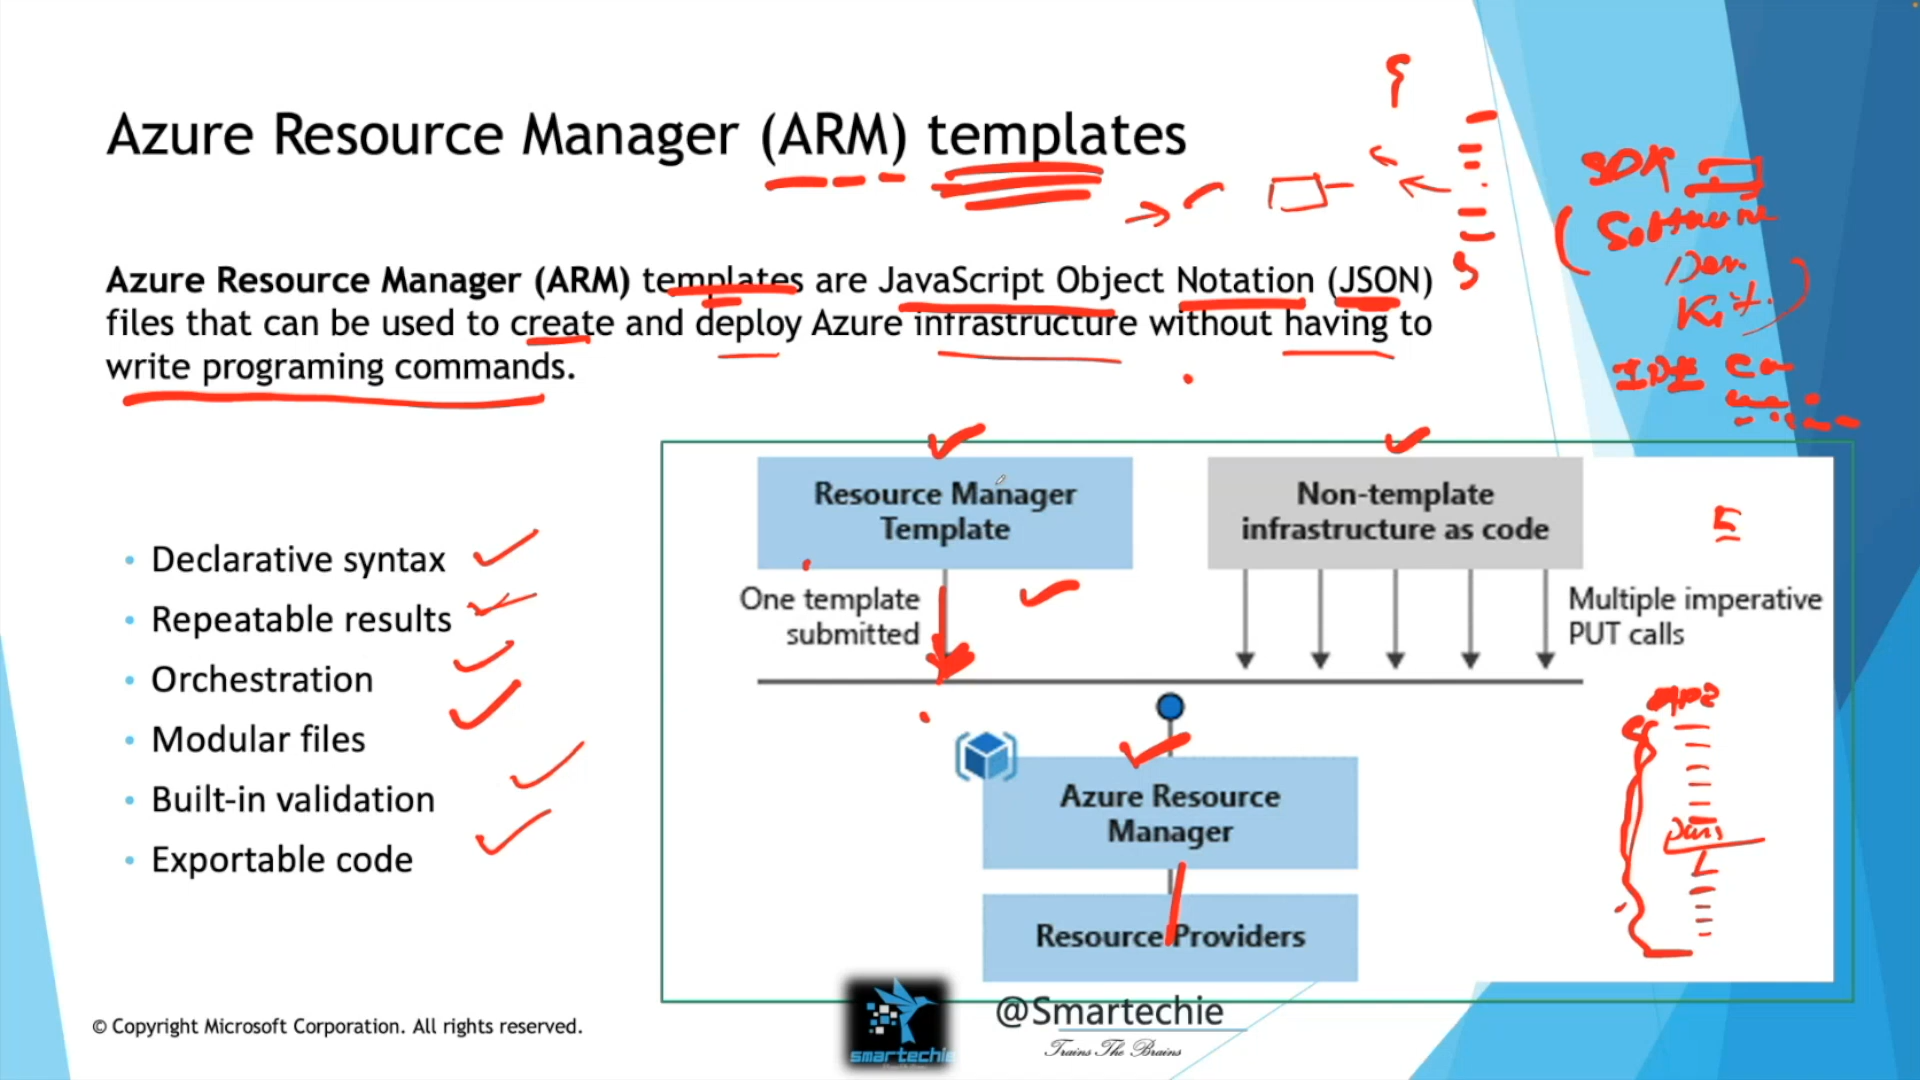 Azure Resource Manager (ARM) templates
Azure Resource Manager (ARM) templates are JavaScript Object Notation (JSON)
files that can be used to create and deploy Azure infrastructure without having to
write programing commands.
SDK
(Software
Dev.
Kit.)
IDE
Declarative syntax
Repeatable results
Orchestration
Modular files
Built-in validation
Exportable code
Resource Manager
Template
Non-template
infrastructure as code
5
One template
submitted
Multiple imperative
PUT calls
Azure Resource
Manager
Resource Providers
smartechie
@Smartechie
Trains The Brains
© Copyright Microsoft Corporation. All rights reserved.